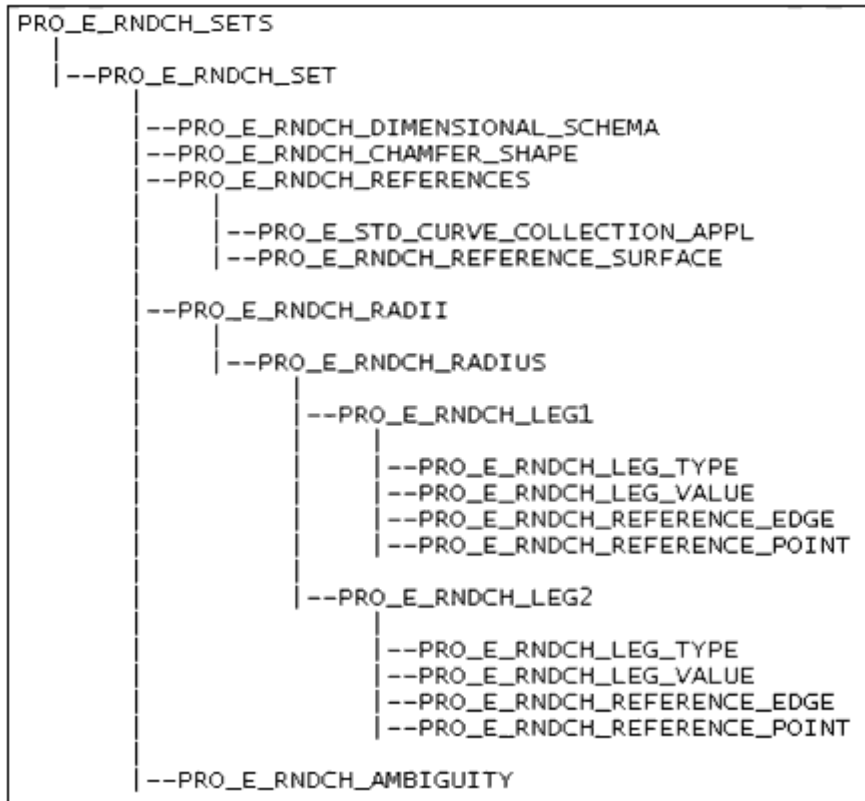 PRO_E_RNDCH_SETS
|--PRO_E_RNDCH_SET
|--PRO_E_RNDCH_DIMENSIONAL_SCHEMA
|--PRO_E_RNDCH_CHAMFER_SHAPE
|--PRO_E_RNDCH_REFERENCES
|--PRO_E_STD_CURVE_COLLECTION_APPL
|--PRO_E_RNDCH_REFERENCE_SURFACE
|--PRO_E_RNDCH_RADII
|--PRO_E_RNDCH_RADIUS
|--PRO_E_RNDCH_LEG1
|--PRO_E_RNDCH_LEG_TYPE
|--PRO_E_RNDCH_LEG_VALUE
|--PRO_E_RNDCH_REFERENCE_EDGE
|--PRO_E_RNDCH_REFERENCE_POINT
|--PRO_E_RNDCH_LEG2
|--PRO_E_RNDCH_LEG_TYPE
|--PRO_E_RNDCH_LEG_VALUE
|--PRO_E_RNDCH_REFERENCE_EDGE
|--PRO_E_RNDCH_REFERENCE_POINT
|--PRO_E_RNDCH_AMBIGUITY